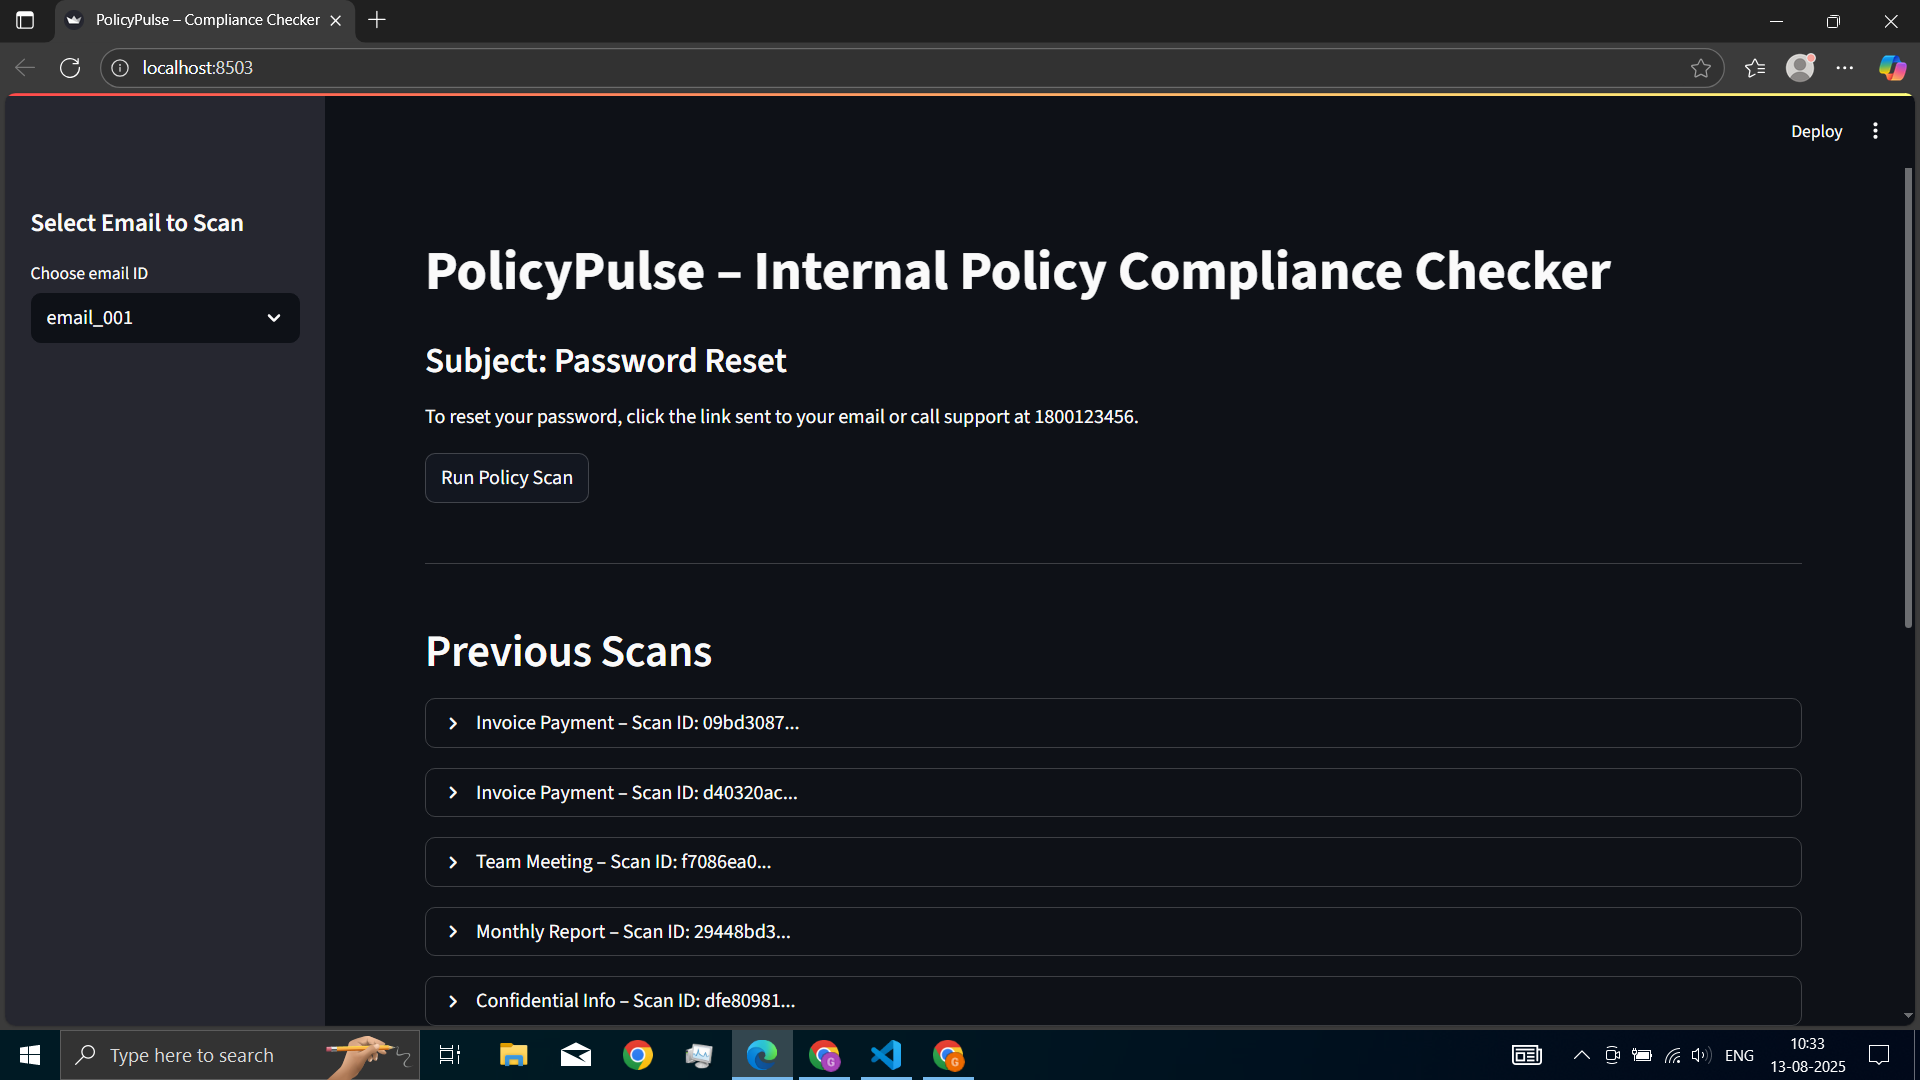 PolicyPulse – Compliance Checker
localhost:8503
Deploy
Select Email to Scan
Choose email ID
email_001
PolicyPulse – Internal Policy Compliance Checker
Subject: Password Reset
To reset your password, click the link sent to your email or call support at 1800123456.
Run Policy Scan
Previous Scans
Invoice Payment – Scan ID: 09bd3087...
Invoice Payment – Scan ID: d40320ac...
Team Meeting – Scan ID: f7086ea0...
Monthly Report – Scan ID: 29448bd3...
Confidential Info – Scan ID: dfe80981...
Type here to search
G
G
ENG
10:33
13-08-2025